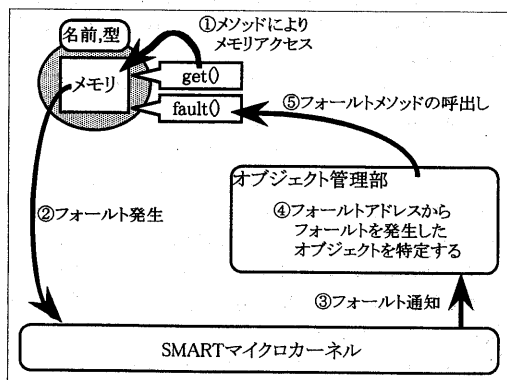 名前,型
①メソッドにより
メモリアクセス
メモリ
get()
fault()
⑤フォールトメソッドの呼出し
オブジェクト管理部
②フォールト発生
④フォールトアドレスから
フォールトを発生した
オブジェクトを特定する
③フォールト通知
SMARTマイクロカーネル